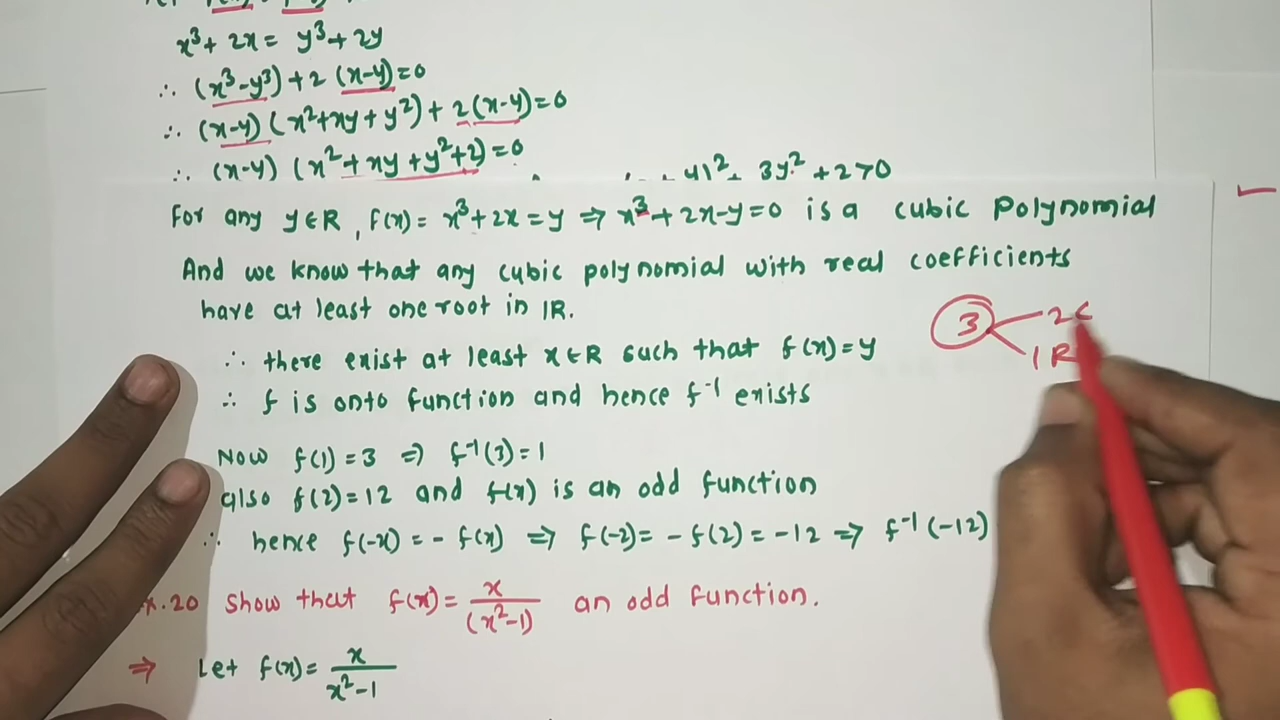 x³ + 2x = y³ + 2y
∴ (x³-y³) + 2 (x-y) = 0
∴ (x-y) (x²+xy+y²) + 2(x-y) = 0
∴ (x-y) (x²+xy+y²+2) = 0
3y² + 2 > 0
For any y∈R, f(x) = x³+2x = y ⇒ x³+2x-y=0 is a cubic polynomial
And we know that any cubic polynomial with real coefficients
have at least one root in IR.
3 2C
1R
∴ there exist at least x∈R such that f(x) = y
∴ f is onto function and hence f⁻¹ exists
Now f(1) = 3 ⇒ f⁻¹(3) = 1
also f(2) = 12 and f(x) is an odd function
∴ hence f(-x) = - f(x) ⇒ f(-2) = - f(2) = -12 ⇒ f⁻¹(-12)
x.20 Show that f(x) = x/(x²-1) an odd function.
⇒ Let f(x) = x/x²-1